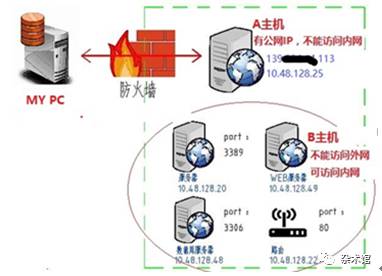 A主机
有公网IP，不能访问内网
139 113
10.48.128.25
MY PC
防火墙
B主机
不能访问外网
可访问内网
port:
3389
服务器
10.48.128.20
WEB服务器
10.48.128.49
port:
3306
数据库服务器
10.48.128.48
port:
80
路由
10.48.128.22
杂术馆